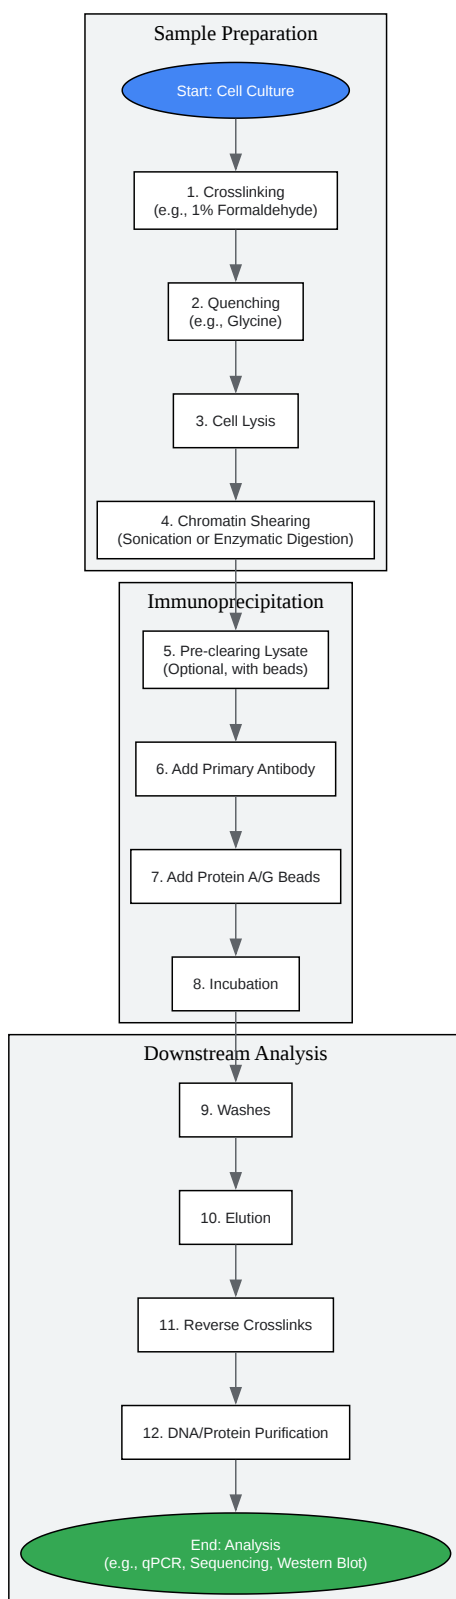 Sample Preparation
Start: Cell Culture
1. Crosslinking
(e.g., 1% Formaldehyde)
2. Quenching
(e.g., Glycine)
3. Cell Lysis
4. Chromatin Shearing
(Sonication or Enzymatic Digestion)
Immunoprecipitation
5. Pre-clearing Lysate
(Optional, with beads)
6. Add Primary Antibody
7. Add Protein A/G Beads
8. Incubation
Downstream Analysis
9. Washes
10. Elution
11. Reverse Crosslinks
12. DNA/Protein Purification
End: Analysis
(e.g., qPCR, Sequencing, Western Blot)